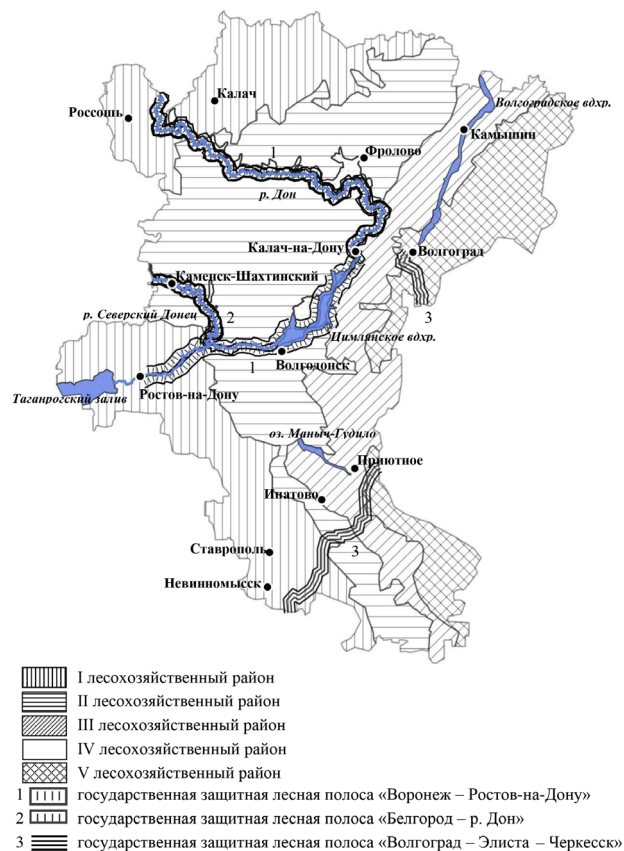 Калач
Россошь
Волгоградское вдхр.
Камышин
1
Фролово
р. Дон
Калач-на-Дону
Волгоград
Каменск-Шахтинский
р. Северский Донец
2
3
Цимлянское вдхр.
1
Волгодонск
Таганрогский залив
Ростов-на-Дону
оз. Маныч-Гудило
Приютное
Ипатово
Ставрополь
3
Невинномысск
I лесохозяйственный район
II лесохозяйственный район
III лесохозяйственный район
IV лесохозяйственный район
V лесохозяйственный район
1 государственная защитная лесная полоса «Воронеж – Ростов-на-Дону»
2 государственная защитная лесная полоса «Белгород – р. Дон»
3 государственная защитная лесная полоса «Волгоград – Элиста – Черкесск»